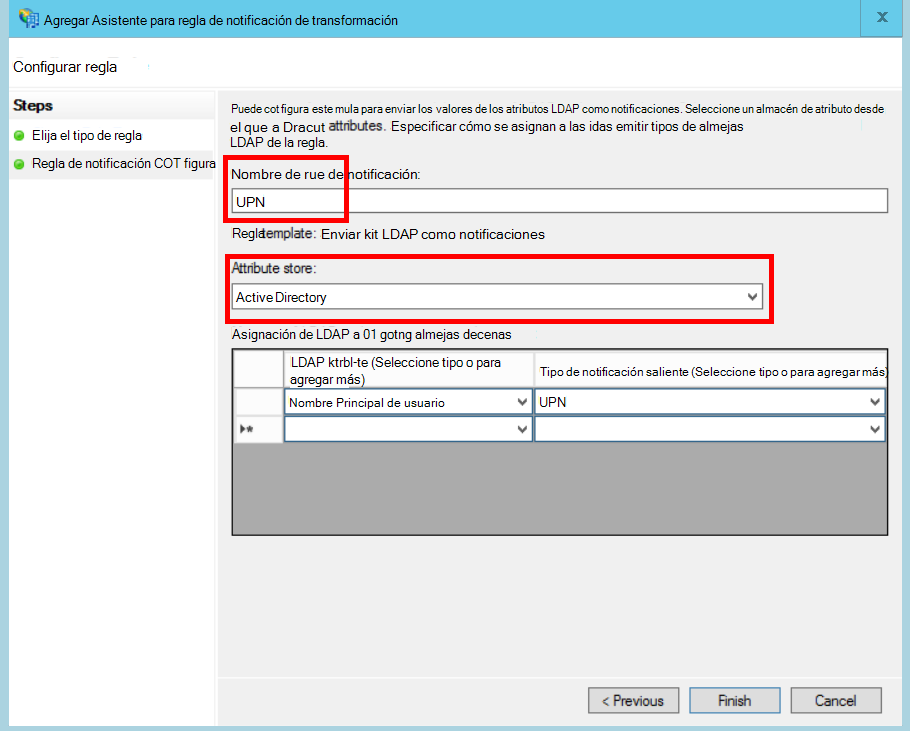 Agregar Asistente para regla de notificación de transformación
X
Configurar regla
Steps
Elija el tipo de regla
Regla de notificación COT figura
Puede cot figura este mula para enviar los valores de los atributos LDAP como notificaciones. Seleccione un almacén de atributo desde
el que a Dracut attributes. Especificar cómo se asignan a las idas emitir tipos de almejas
LDAP de la regla.
Nombre de rue de notificación:
UPN
Regla template: Enviar kit LDAP como notificaciones
Attribute store:
Active Directory
Asignación de LDAP a 01 gotng almejas decenas
LDAP ktrbl-te (Seleccione tipo o para
agregar más)
Tipo de notificación saliente (Seleccione tipo o para agregar más)
Nombre Principal de usuario
UPN
< Previous
Finish
Cancel